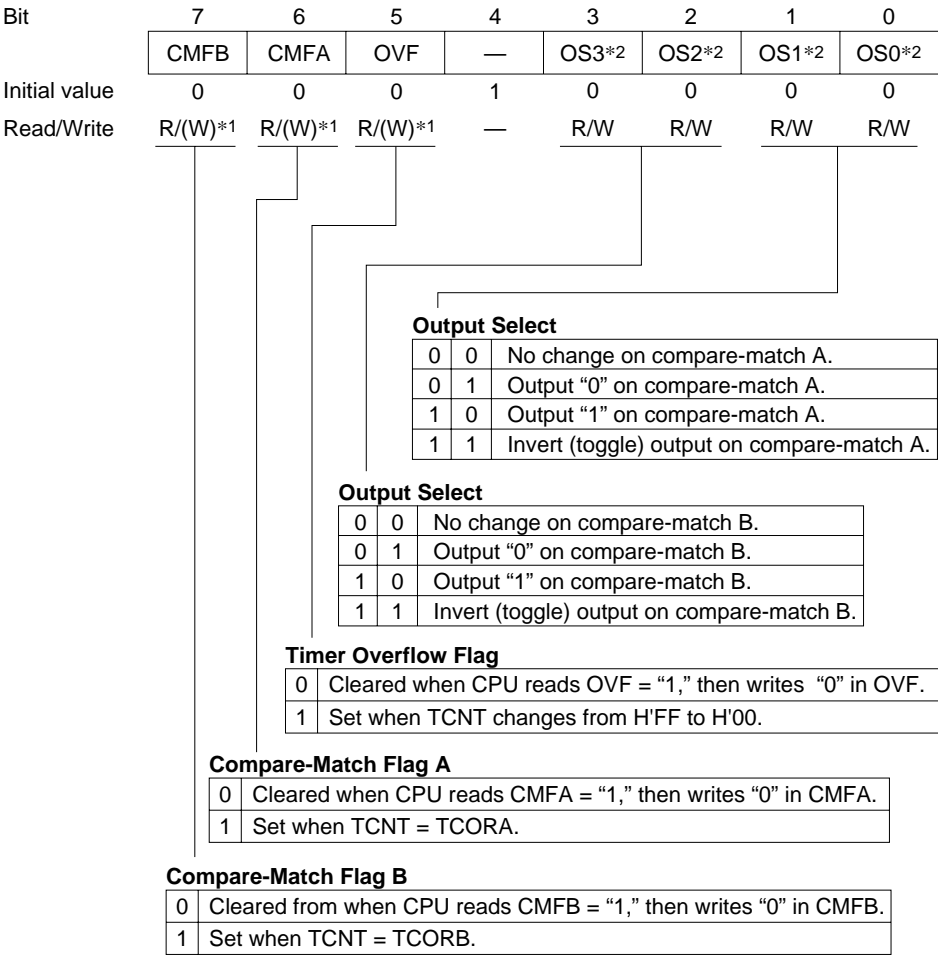 Bit 7 6 5 4 3 2 1 0
CMFB CMFA OVF — OS3*2 OS2*2 OS1*2 OS0*2
Initial value 0 0 0 1 0 0 0 0
Read/Write R/(W)*1 R/(W)*1 R/(W)*1 — R/W R/W R/W R/W
Output Select
0 0 No change on compare-match A.
0 1 Output “0” on compare-match A.
1 0 Output “1” on compare-match A.
1 1 Invert (toggle) output on compare-match A.
Output Select
0 0 No change on compare-match B.
0 1 Output “0” on compare-match B.
1 0 Output “1” on compare-match B.
1 1 Invert (toggle) output on compare-match B.
Timer Overflow Flag
0 Cleared when CPU reads OVF = “1,” then writes “0” in OVF.
1 Set when TCNT changes from H'FF to H'00.
Compare-Match Flag A
0 Cleared when CPU reads CMFA = “1,” then writes “0” in CMFA.
1 Set when TCNT = TCORA.
Compare-Match Flag B
0 Cleared from when CPU reads CMFB = “1,” then writes “0” in CMFB.
1 Set when TCNT = TCORB.